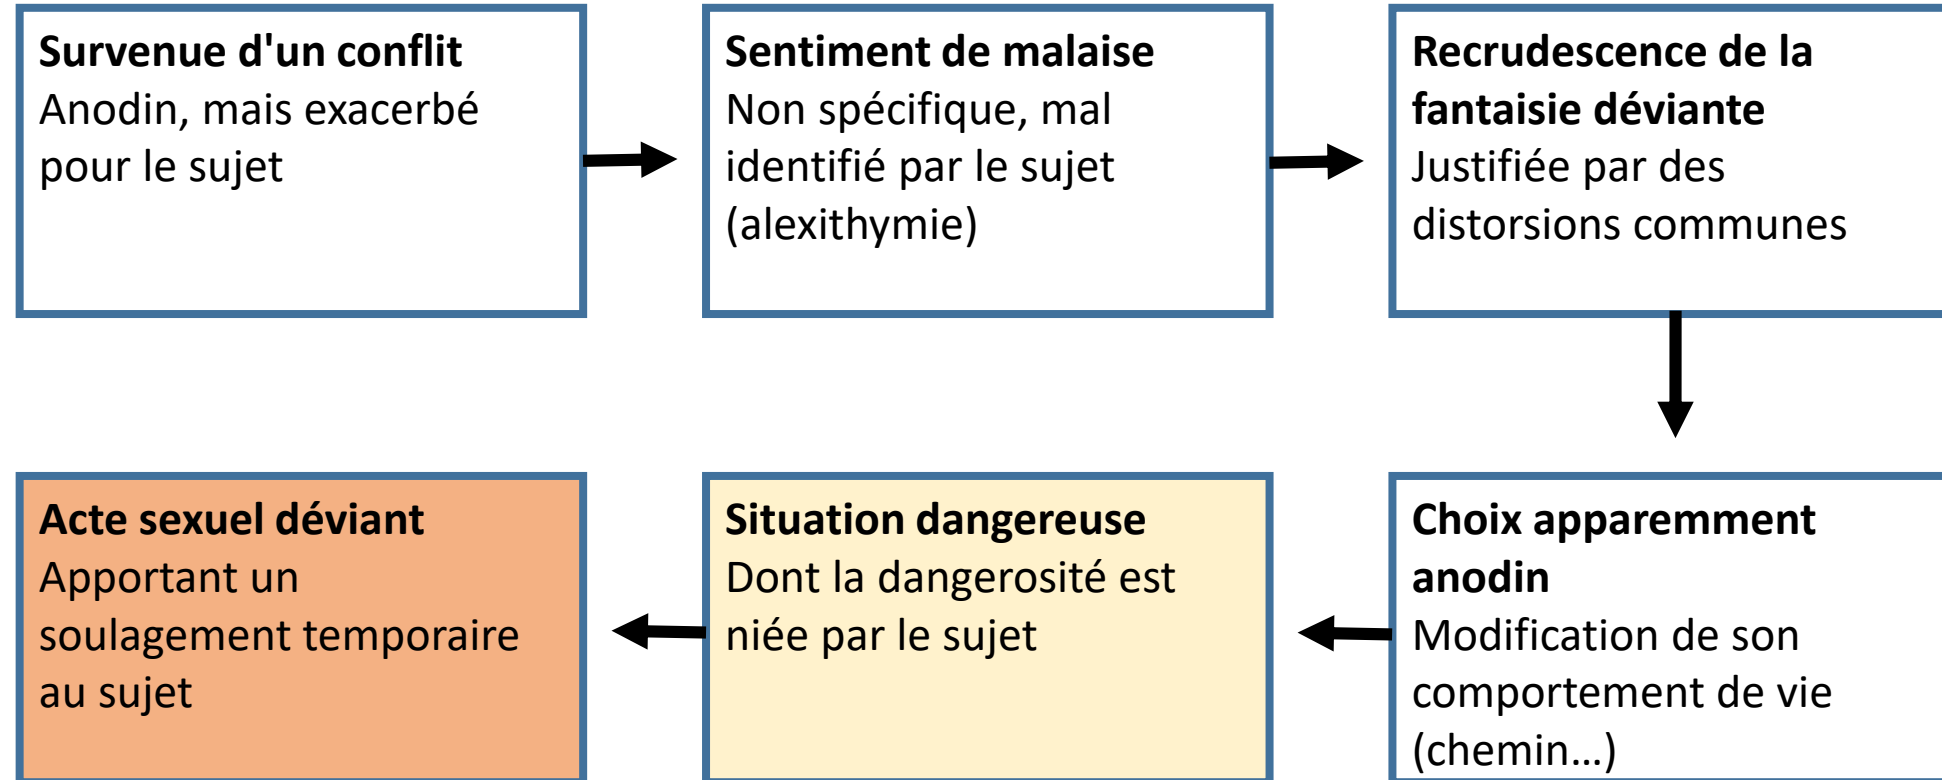 Survenue d'un conflit
Anodin, mais exacerbé
pour le sujet
Sentiment de malaise
Non spécifique, mal
identifié par le sujet
(alexithymie)
Recrudescence de la
fantaisie déviante
Justifiée par des
distorsions communes
Choix apparemment
anodin
Modification de son
comportement de vie
(chemin…)
Situation dangereuse
Dont la dangerosité est
niée par le sujet
Acte sexuel déviant
Apportant un
soulagement temporaire
au sujet